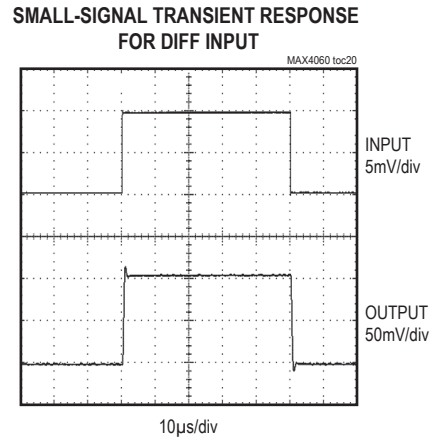 SMALL-SIGNAL TRANSIENT RESPONSE
FOR DIFF INPUT
MAX4060 toc20
INPUT
5mV/div
OUTPUT
50mV/div
10µs/div